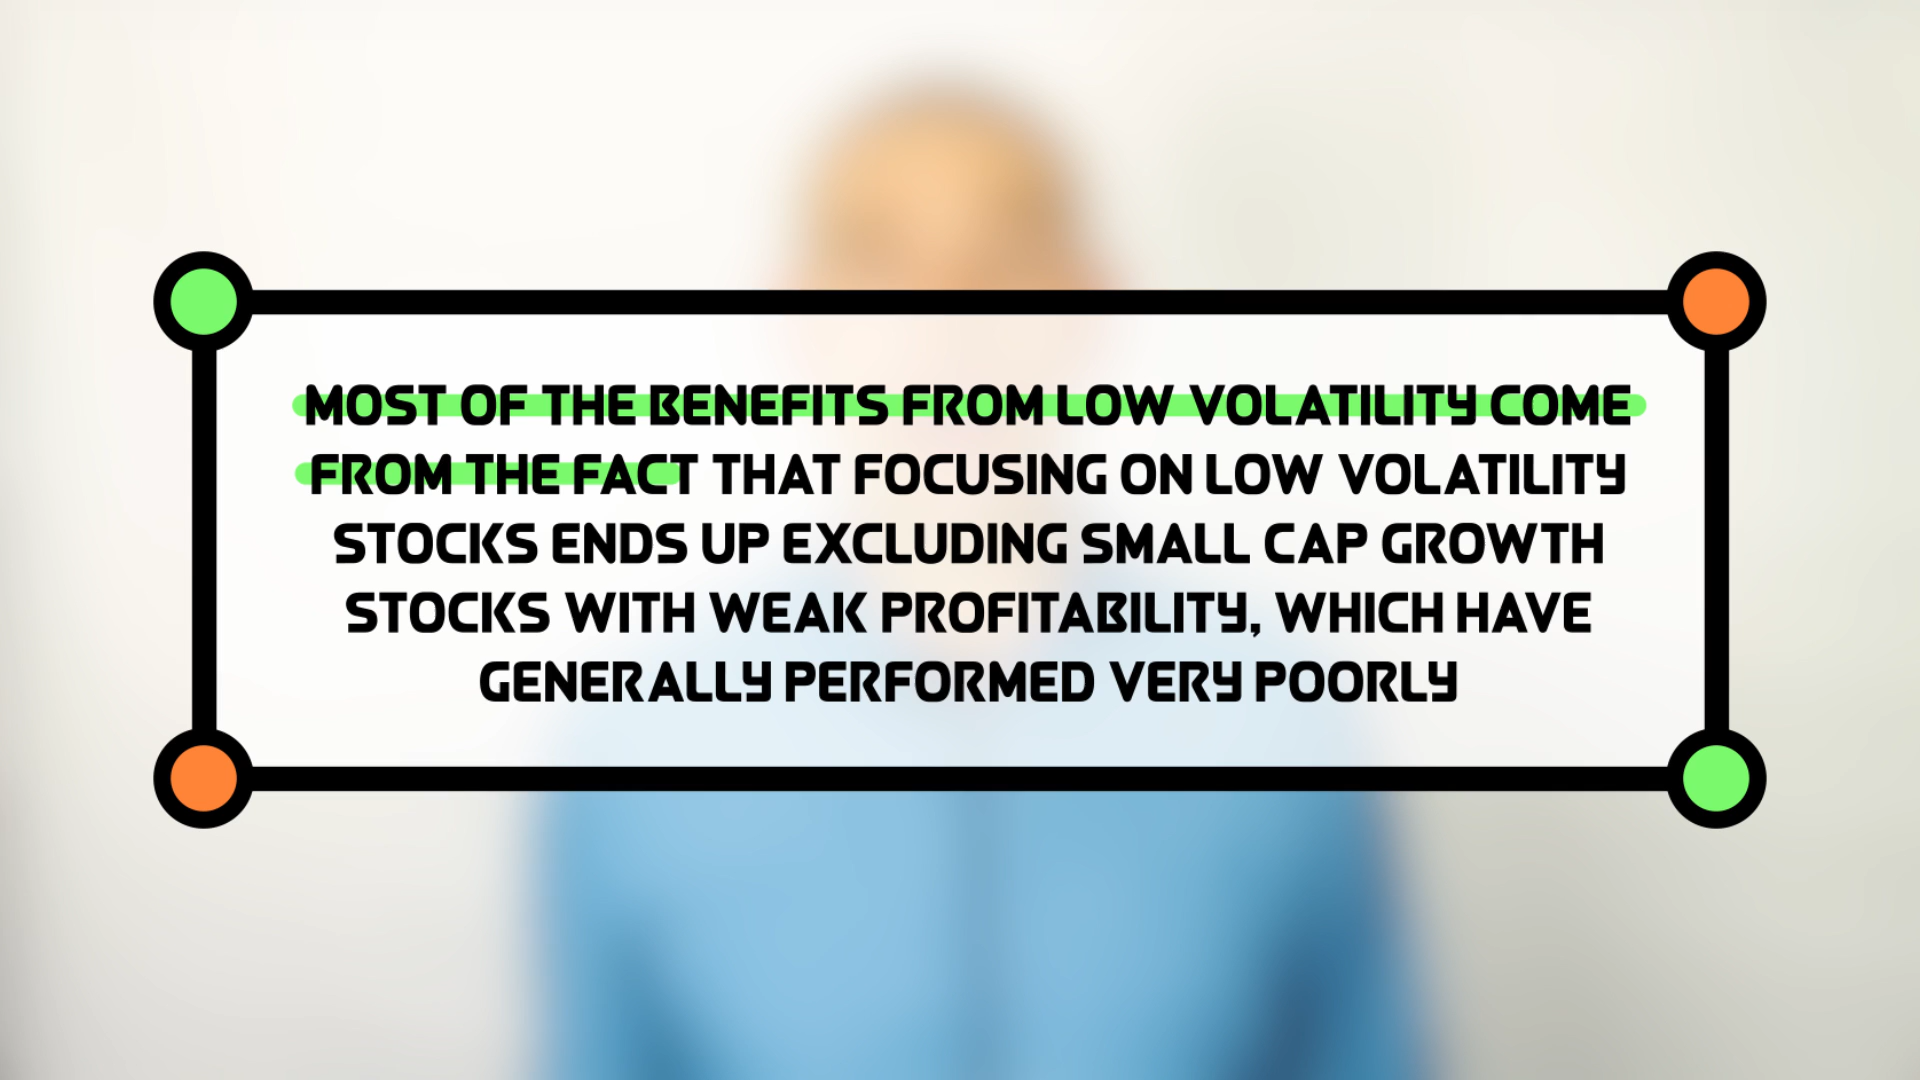 MOST OF THE BENEFITS FROM LOW VOLATILITY COME
FROM THE FACT THAT FOCUSING ON LOW VOLATILITY
STOCKS ENDS UP EXCLUDING SMALL CAP GROWTH
STOCKS WITH WEAK PROFITABILITY, WHICH HAVE
GENERALLY PERFORMED VERY POORLY